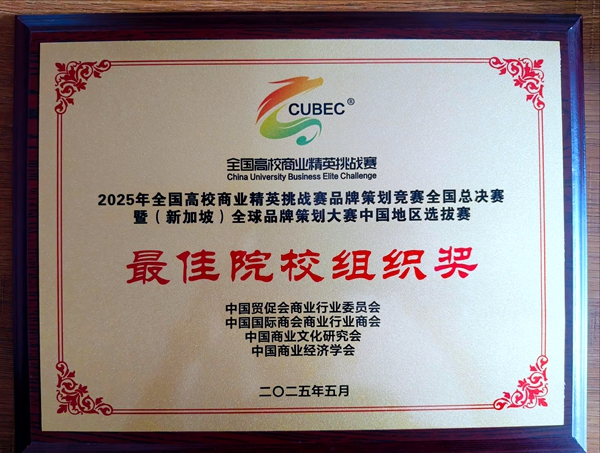 CUBEC®
全国高校商业精英挑战赛
China University Business Elite Challenge
2025年全国高校商业精英挑战赛品牌策划竞赛全国总决赛
暨（新加坡）全球品牌策划大赛中国地区选拔赛
最佳院校组织奖
中国贸促会商业行业委员会
中国国际商会商业行业商会
中国商业文化研究会
中国商业经济学会
二〇二五年五月